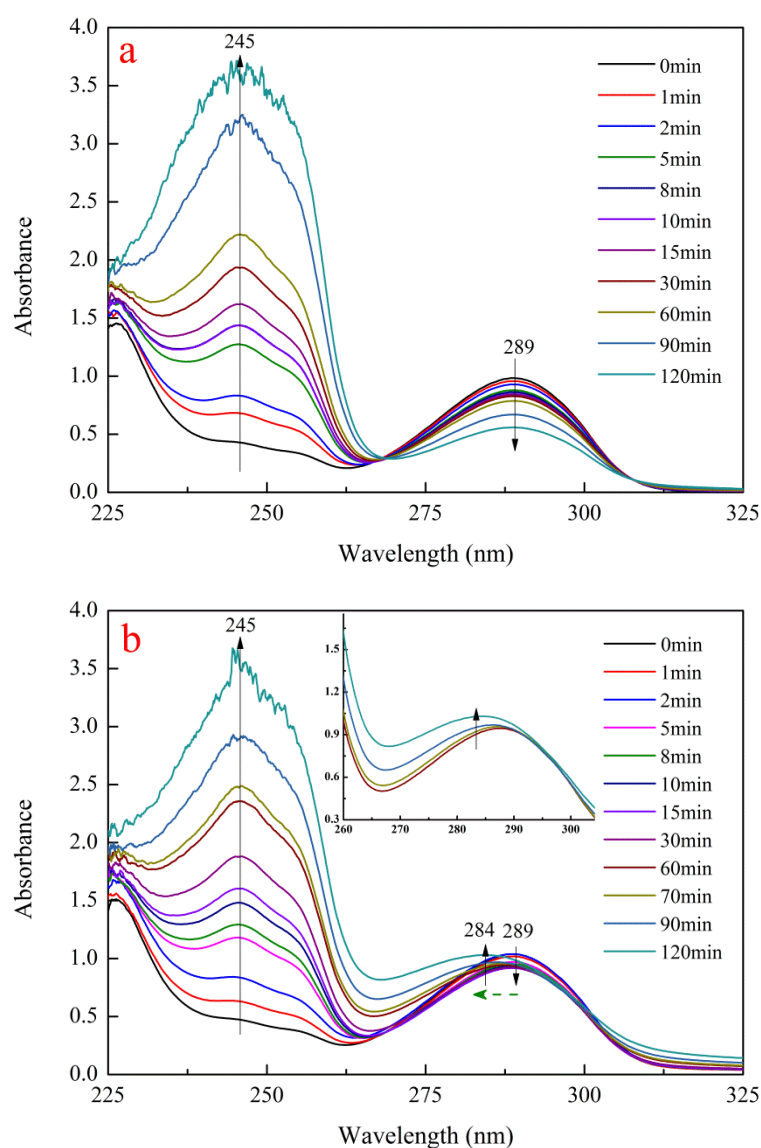 a
4.0
3.5
3.0
2.5
2.0
1.5
1.0
0.5
0.0
Absorbance
245
289
0min
1min
2min
5min
8min
10min
15min
30min
60min
90min
120min
225 250 275 300 325
Wavelength (nm)
b
4.0
3.5
3.0
2.5
2.0
1.5
1.0
0.5
0.0
Absorbance
245
1.5
1.2
0.9
0.6
0.3
260 270 280 290 300
284 289
0min
1min
2min
5min
8min
10min
15min
30min
60min
70min
90min
120min
225 250 275 300 325
Wavelength (nm)